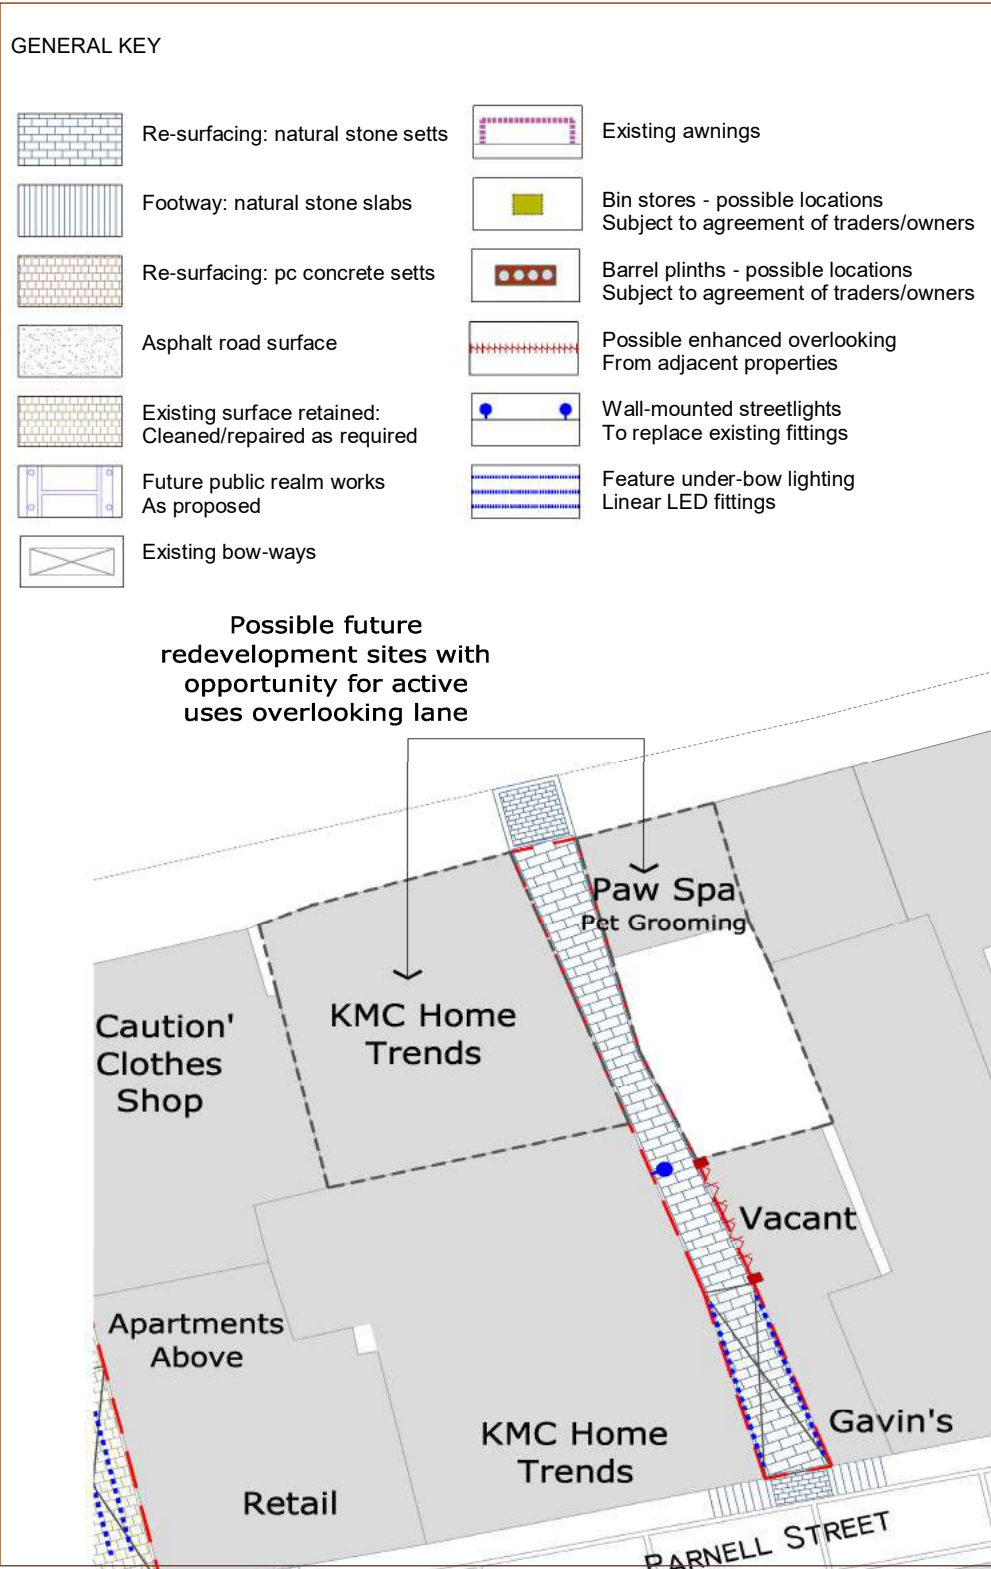 GENERAL KEY
Re-surfacing: natural stone setts
Footway: natural stone slabs
Re-surfacing: pc concrete setts
Asphalt road surface
Existing surface retained:
Cleaned/repaired as required
Future public realm works
As proposed
Existing bow-ways
Existing awnings
Bin stores - possible locations
Subject to agreement of traders/owners
Barrel plinths - possible locations
Subject to agreement of traders/owners
Possible enhanced overlooking
From adjacent properties
Wall-mounted streetlights
To replace existing fittings
Feature under-bow lighting
Linear LED fittings
Possible future
redevelopment sites with
opportunity for active
uses overlooking lane
Paw Spa
Pet Grooming
KMC Home
Trends
Caution'
Clothes
Shop
Vacant
Apartments
Above
Gavin's
KMC Home
Trends
Retail
PARNELL STREET